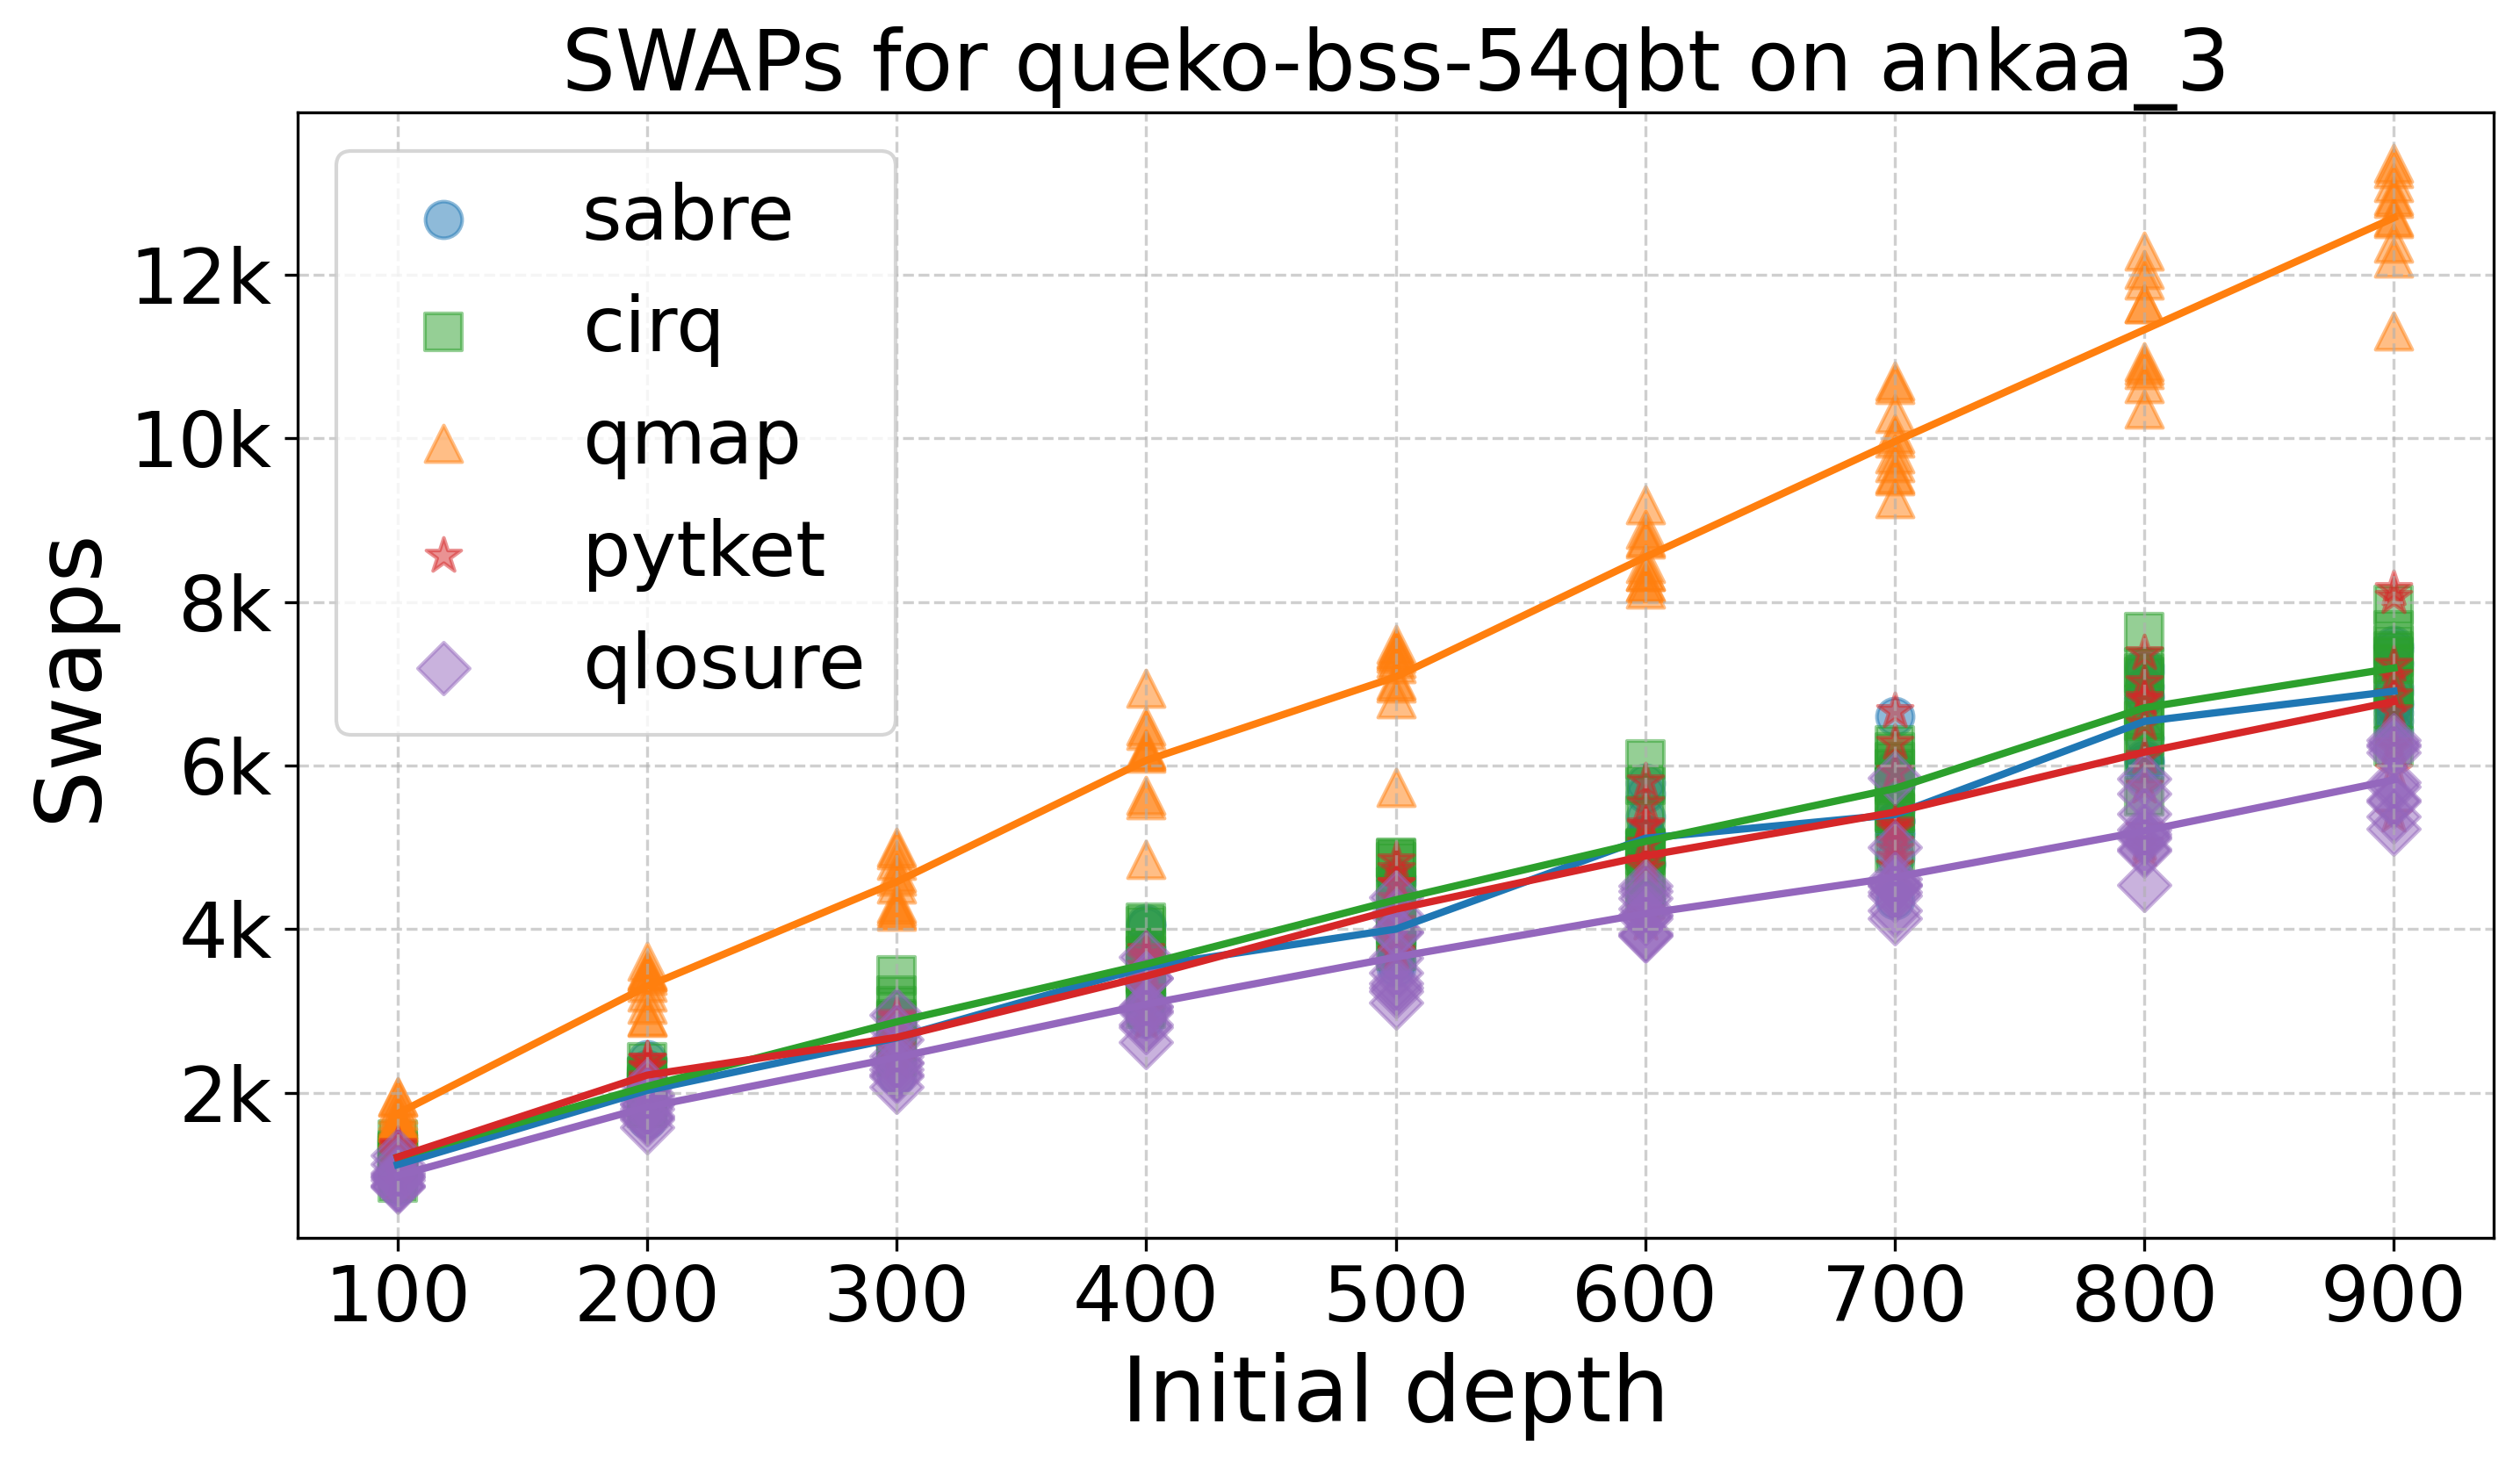 SWAPs for queko-bss-54qbt on ankaa_3
sabre
cirq
qmap
pytket
qlosure
12k
10k
8k
6k
4k
2k
Swaps
100 200 300 400 500 600 700 800 900
Initial depth